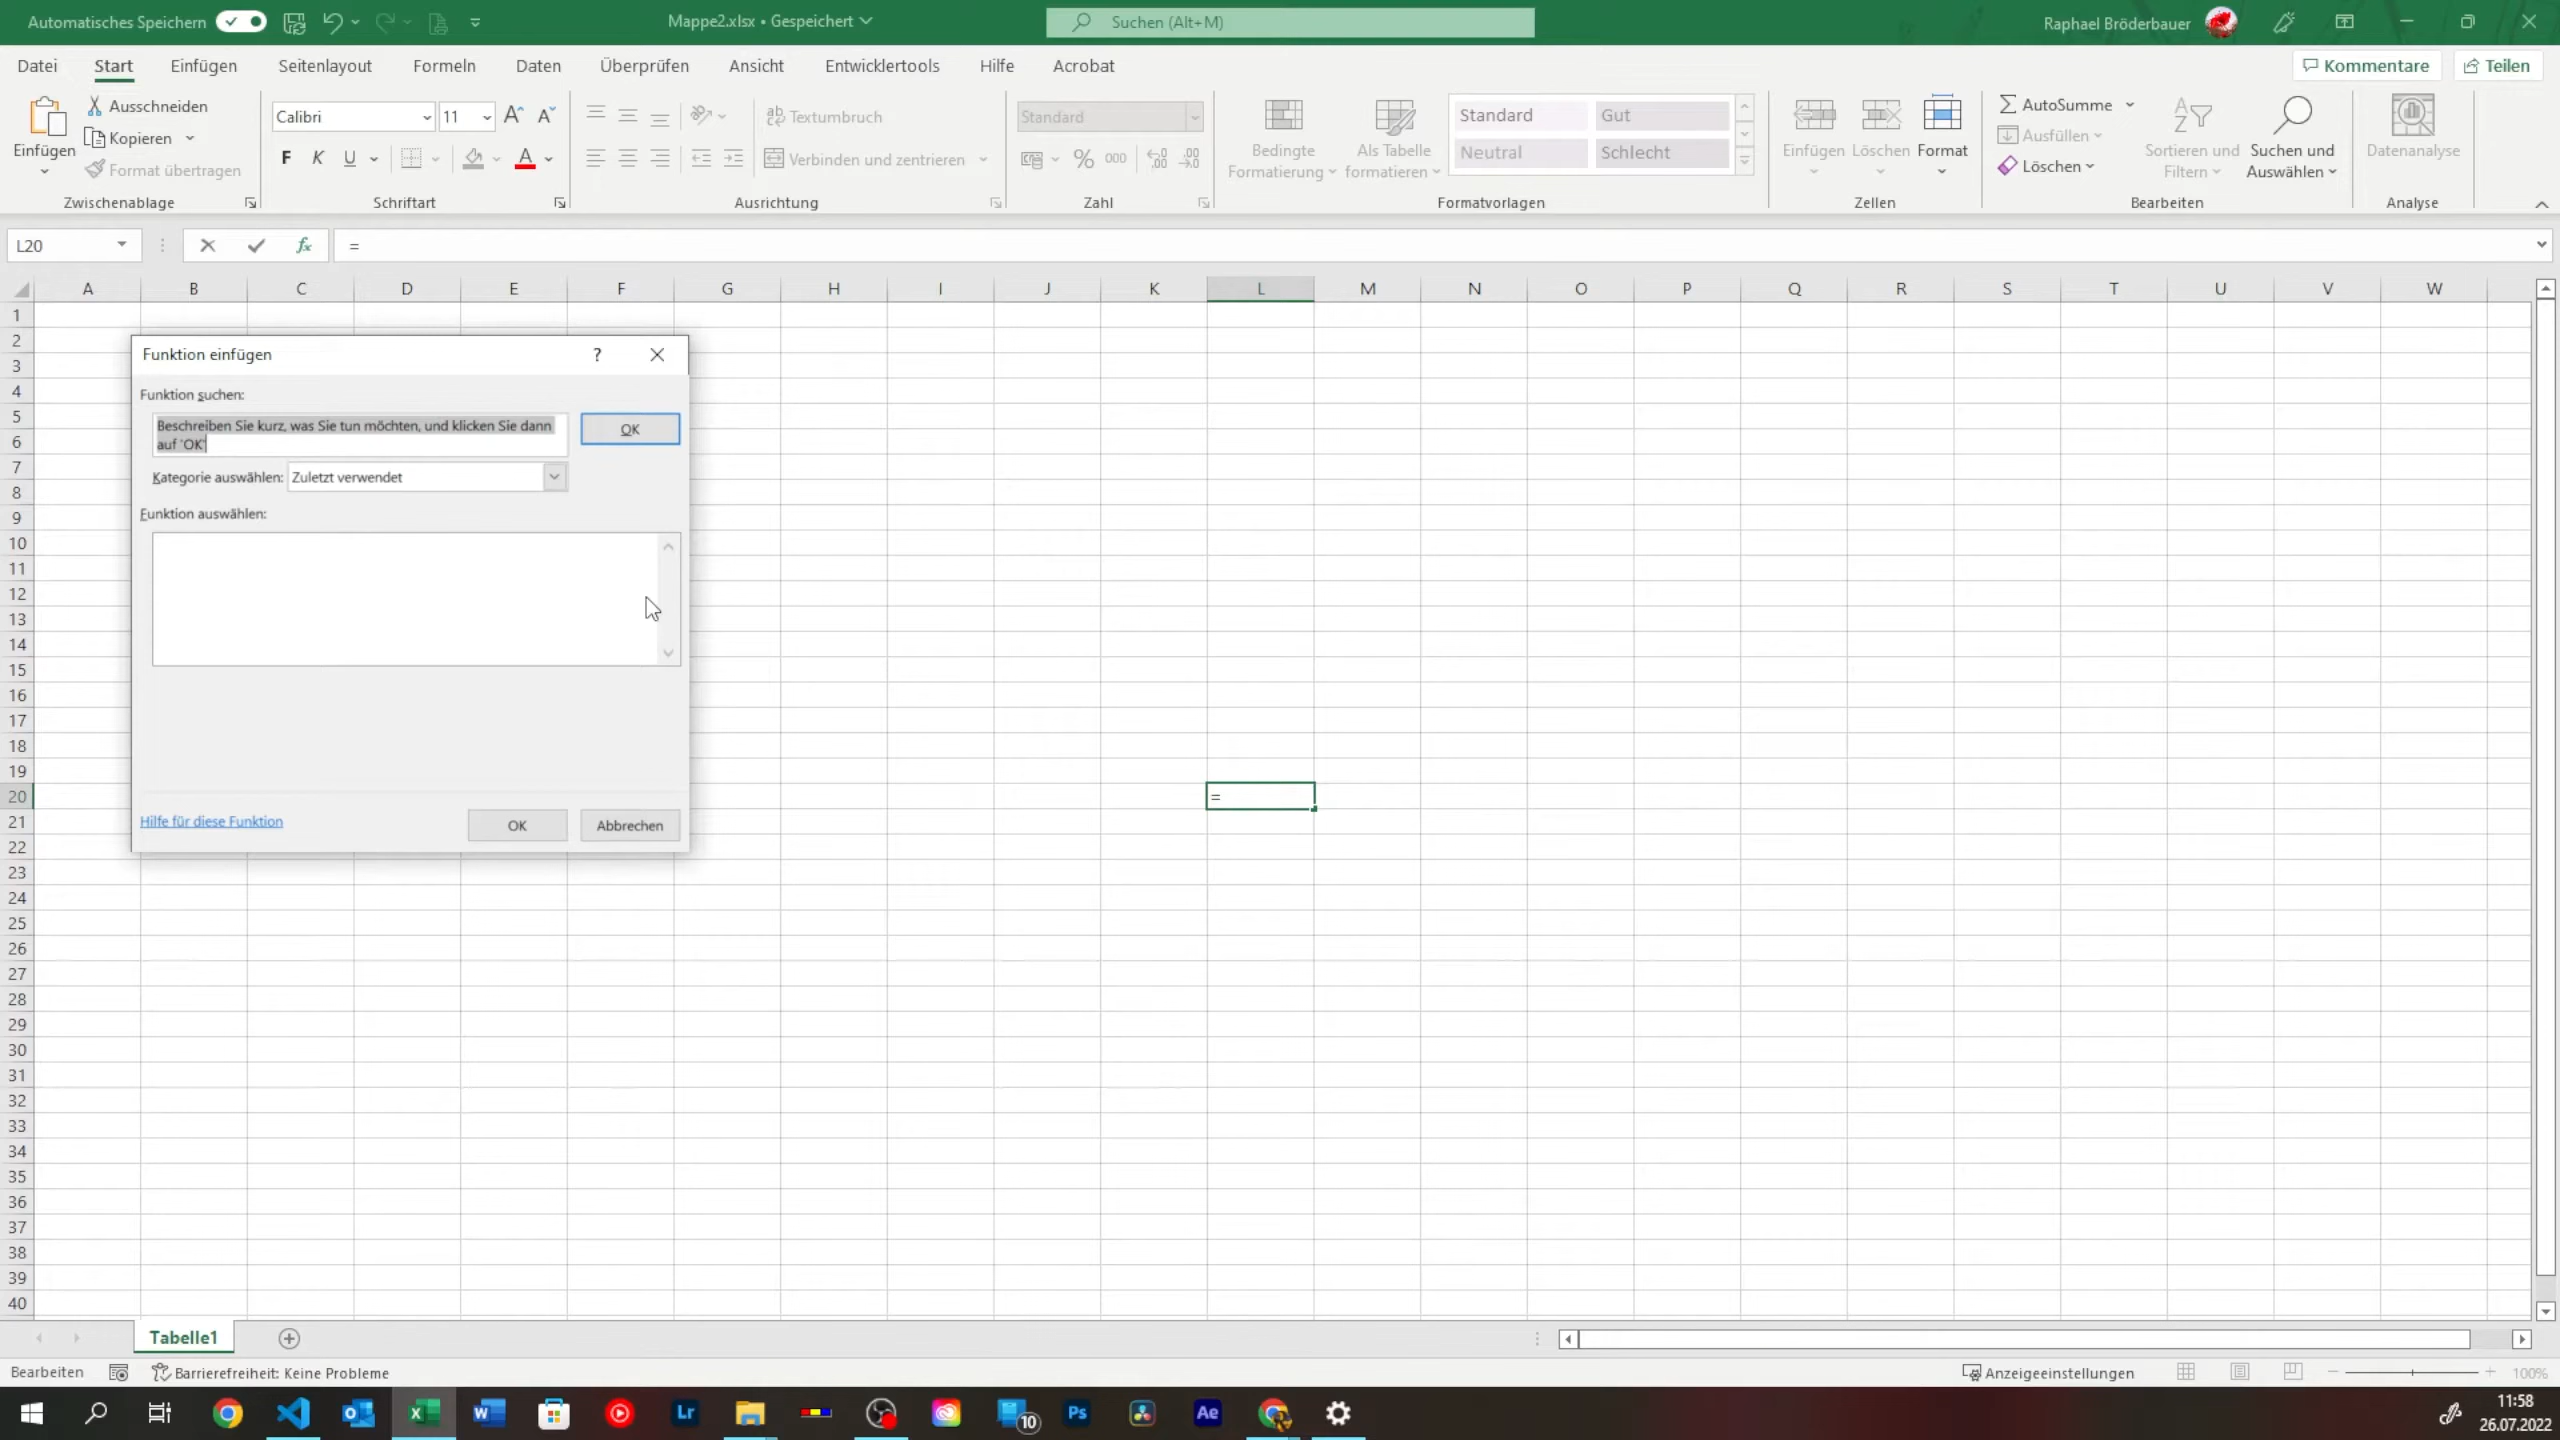 Automatisches Speichern
Mappe2.xlsx • Gespeichert
Suchen (Alt+M)
Raphael Bröderbauer
Datei Start Einfügen Seitenlayout Formeln Daten Überprüfen Ansicht Entwicklertools Hilfe Acrobat Kommentare Teilen
Einfügen
Ausschneiden
Kopieren
Format übertragen
Zwischenablage
Calibri 11
F K U A
Schriftart
Textumbruch
Verbinden und zentrieren
Ausrichtung
Standard
% 000
Zahl
Bedingte Formatierung
Als Tabelle formatieren
Standard Gut
Neutral Schlecht
Formatvorlagen
Einfügen Löschen Format
Zellen
AutoSumme
Ausfüllen
Löschen
Sortieren und Filtern
Suchen und Auswählen
Bearbeiten
Datenanalyse
Analyse
L20 fx =
A B C D E F G H I J K L M N O P Q R S T U V W
1
2
3
4
5
6
7
8
9
10
11
12
13
14
15
16
17
18
19
20
21
22
23
24
25
26
27
28
29
30
31
32
33
34
35
36
37
38
39
40
=
Funktion einfügen ?
Funktion suchen:
Beschreiben Sie kurz, was Sie tun möchten, und klicken Sie dann
auf 'OK'
OK
Kategorie auswählen: Zuletzt verwendet
Funktion auswählen:
Hilfe für diese Funktion
OK Abbrechen
Tabelle1
Bearbeiten Barrierefreiheit: Keine Probleme Anzeigeeinstellungen 100%
Lr 10 Ps Ae
11:58
26.07.2022